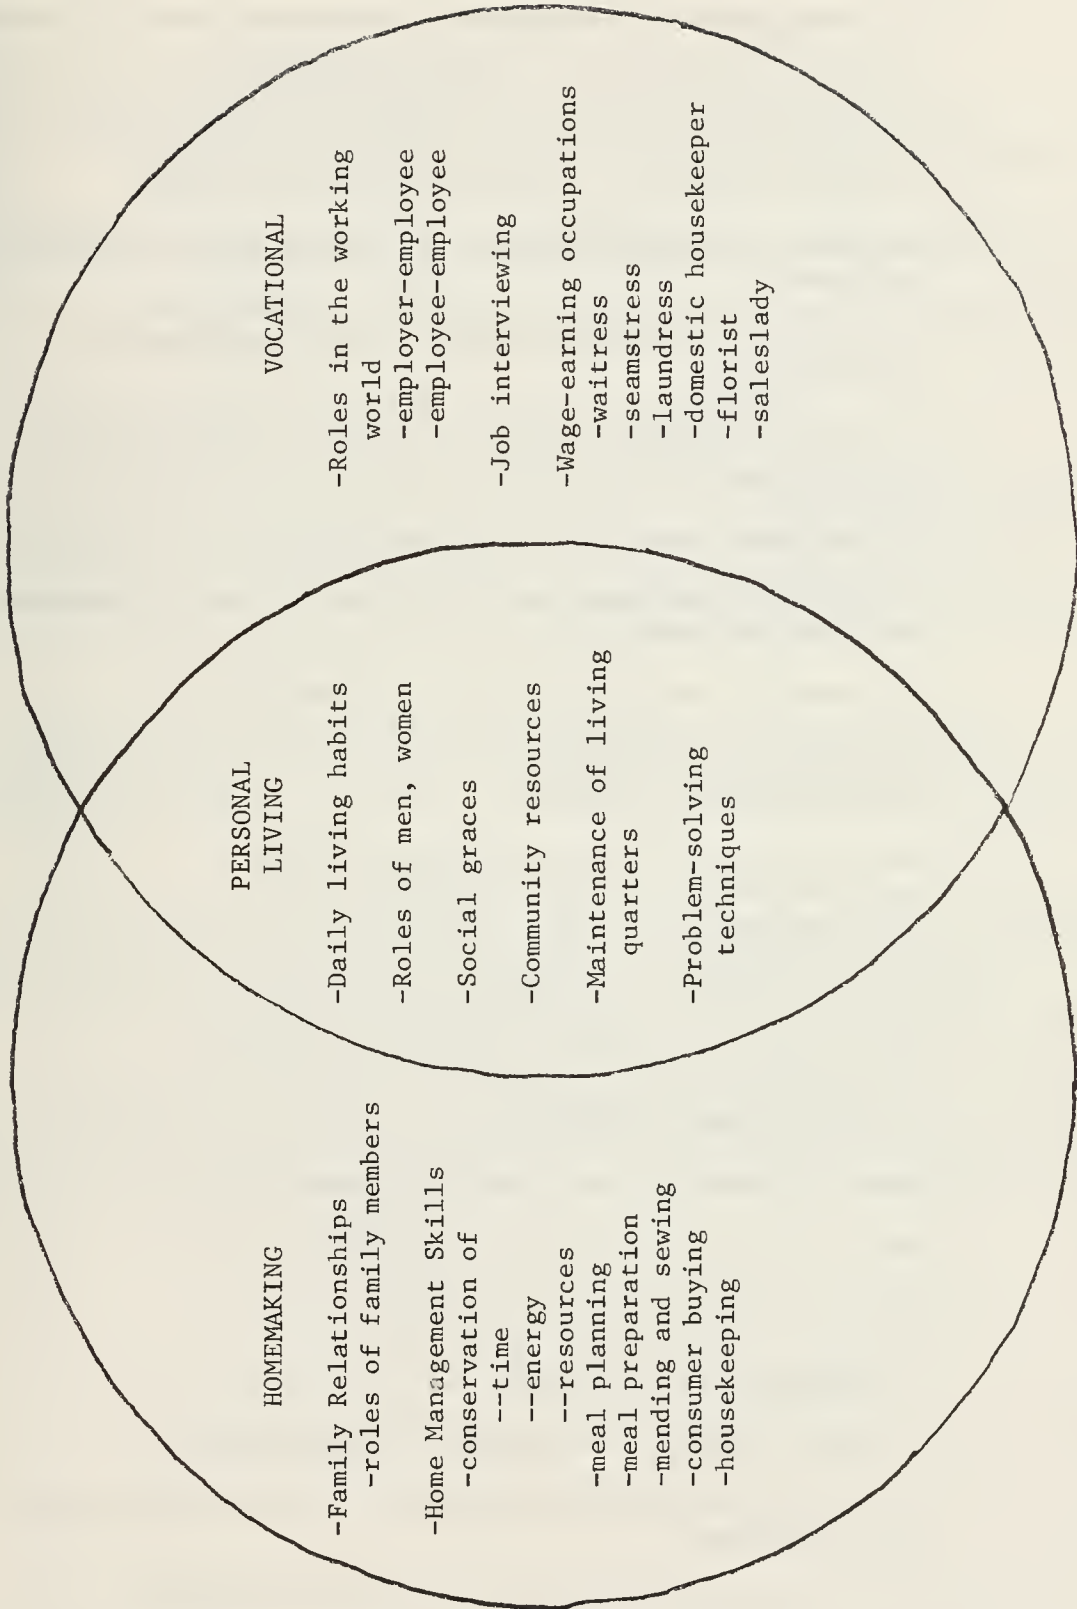 HOMEMAKING
-Family Relationships
-roles of family members
-Home Management Skills
-conservation of
--time
--energy
--resources
-meal planning
-meal preparation
-mending and sewing
-consumer buying
-housekeeping
PERSONAL
LIVING
-Daily living habits
-Roles of men, women
-Social graces
-Community resources
-Maintenance of living
quarters
-Problem-solving
techniques
VOCATIONAL
-Roles in the working
world
-employer-employee
-employee-employee
-Job interviewing
-Wage-earning occupations
-waitress
-seamstress
-laundress
-domestic housekeeper
-florist
-saleslady